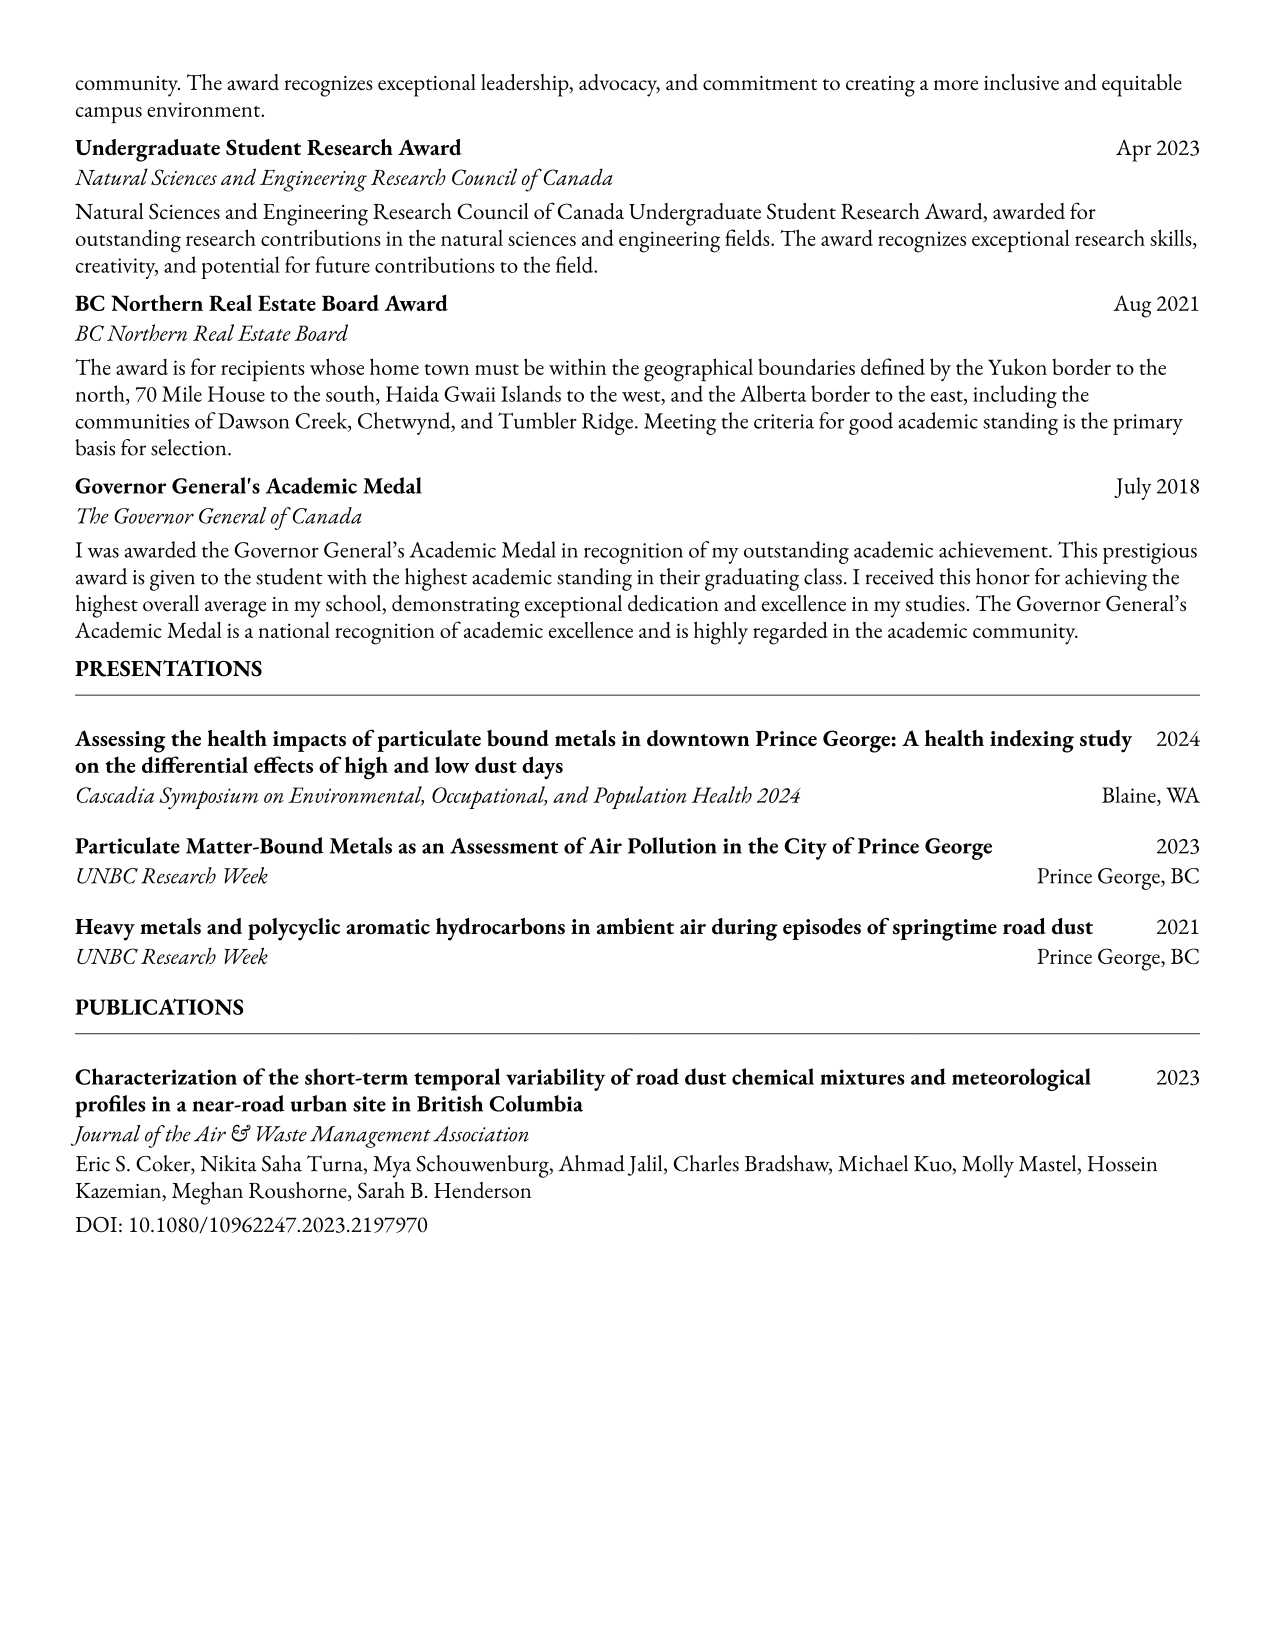 community. The award recognizes exceptional leadership, advocacy, and commitment to creating a more inclusive and equitable
campus environment.
Undergraduate Student Research Award Apr 2023
Natural Sciences and Engineering Research Council of Canada
Natural Sciences and Engineering Research Council of Canada Undergraduate Student Research Award, awarded for
outstanding research contributions in the natural sciences and engineering fields. The award recognizes exceptional research skills,
creativity, and potential for future contributions to the field.
BC Northern Real Estate Board Award Aug 2021
BC Northern Real Estate Board
The award is for recipients whose home town must be within the geographical boundaries defined by the Yukon border to the
north, 70 Mile House to the south, Haida Gwaii Islands to the west, and the Alberta border to the east, including the
communities of Dawson Creek, Chetwynd, and Tumbler Ridge. Meeting the criteria for good academic standing is the primary
basis for selection.
Governor General's Academic Medal July 2018
The Governor General of Canada
I was awarded the Governor General’s Academic Medal in recognition of my outstanding academic achievement. This prestigious
award is given to the student with the highest academic standing in their graduating class. I received this honor for achieving the
highest overall average in my school, demonstrating exceptional dedication and excellence in my studies. The Governor General’s
Academic Medal is a national recognition of academic excellence and is highly regarded in the academic community.
PRESENTATIONS
Assessing the health impacts of particulate bound metals in downtown Prince George: A health indexing study 2024
on the differential effects of high and low dust days
Cascadia Symposium on Environmental, Occupational, and Population Health 2024 Blaine, WA
Particulate Matter-Bound Metals as an Assessment of Air Pollution in the City of Prince George 2023
UNBC Research Week Prince George, BC
Heavy metals and polycyclic aromatic hydrocarbons in ambient air during episodes of springtime road dust 2021
UNBC Research Week Prince George, BC
PUBLICATIONS
Characterization of the short-term temporal variability of road dust chemical mixtures and meteorological 2023
profiles in a near-road urban site in British Columbia
Journal of the Air & Waste Management Association
Eric S. Coker, Nikita Saha Turna, Mya Schouwenburg, Ahmad Jalil, Charles Bradshaw, Michael Kuo, Molly Mastel, Hossein
Kazemian, Meghan Roushorne, Sarah B. Henderson
DOI: 10.1080/10962247.2023.2197970